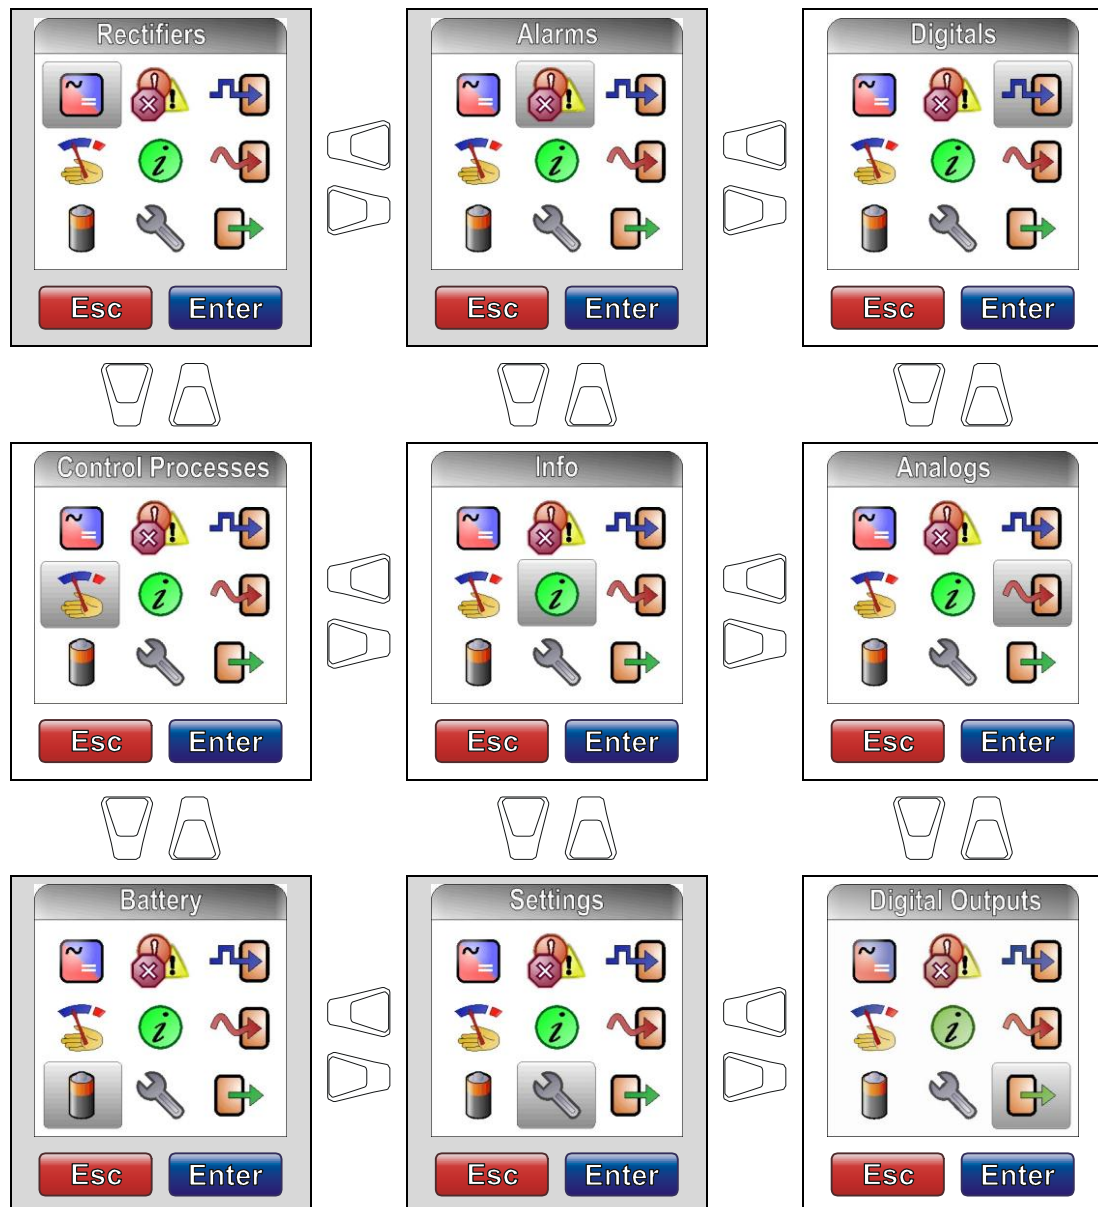 Rectifiers
Alarms
Digitals
Esc Enter
Esc Enter
Esc Enter
Control Processes
Info
Analogs
Esc Enter
Esc Enter
Esc Enter
Battery
Settings
Digital Outputs
Esc Enter
Esc Enter
Esc Enter